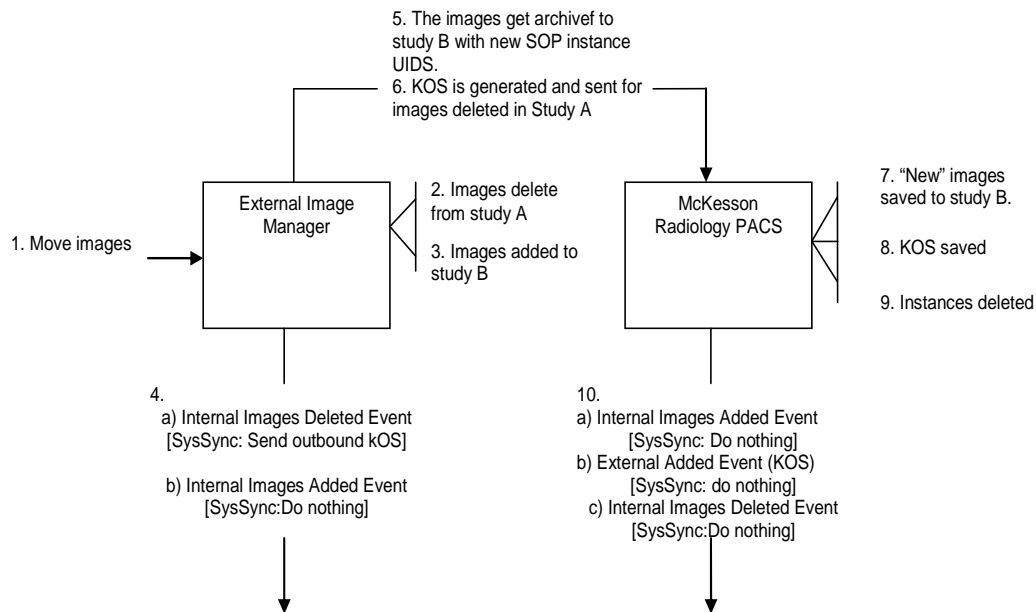 5. The images get archivef to
study B with new SOP instance
UIDS.
6. KOS is generated and sent for
images deleted in Study A
1. Move images
External Image
Manager
2. Images delete
from study A
3. Images added to
study B
McKesson
Radiology PACS
7. “New” images
saved to study B.
8. KOS saved
9. Instances deleted
4.
a) Internal Images Deleted Event
[SysSync: Send outbound kOS]
b) Internal Images Added Event
[SysSync:Do nothing]
10.
a) Internal Images Added Event
[SysSync: Do nothing]
b) External Added Event (KOS)
[SysSync: do nothing]
c) Internal Images Deleted Event
[SysSync:Do nothing]